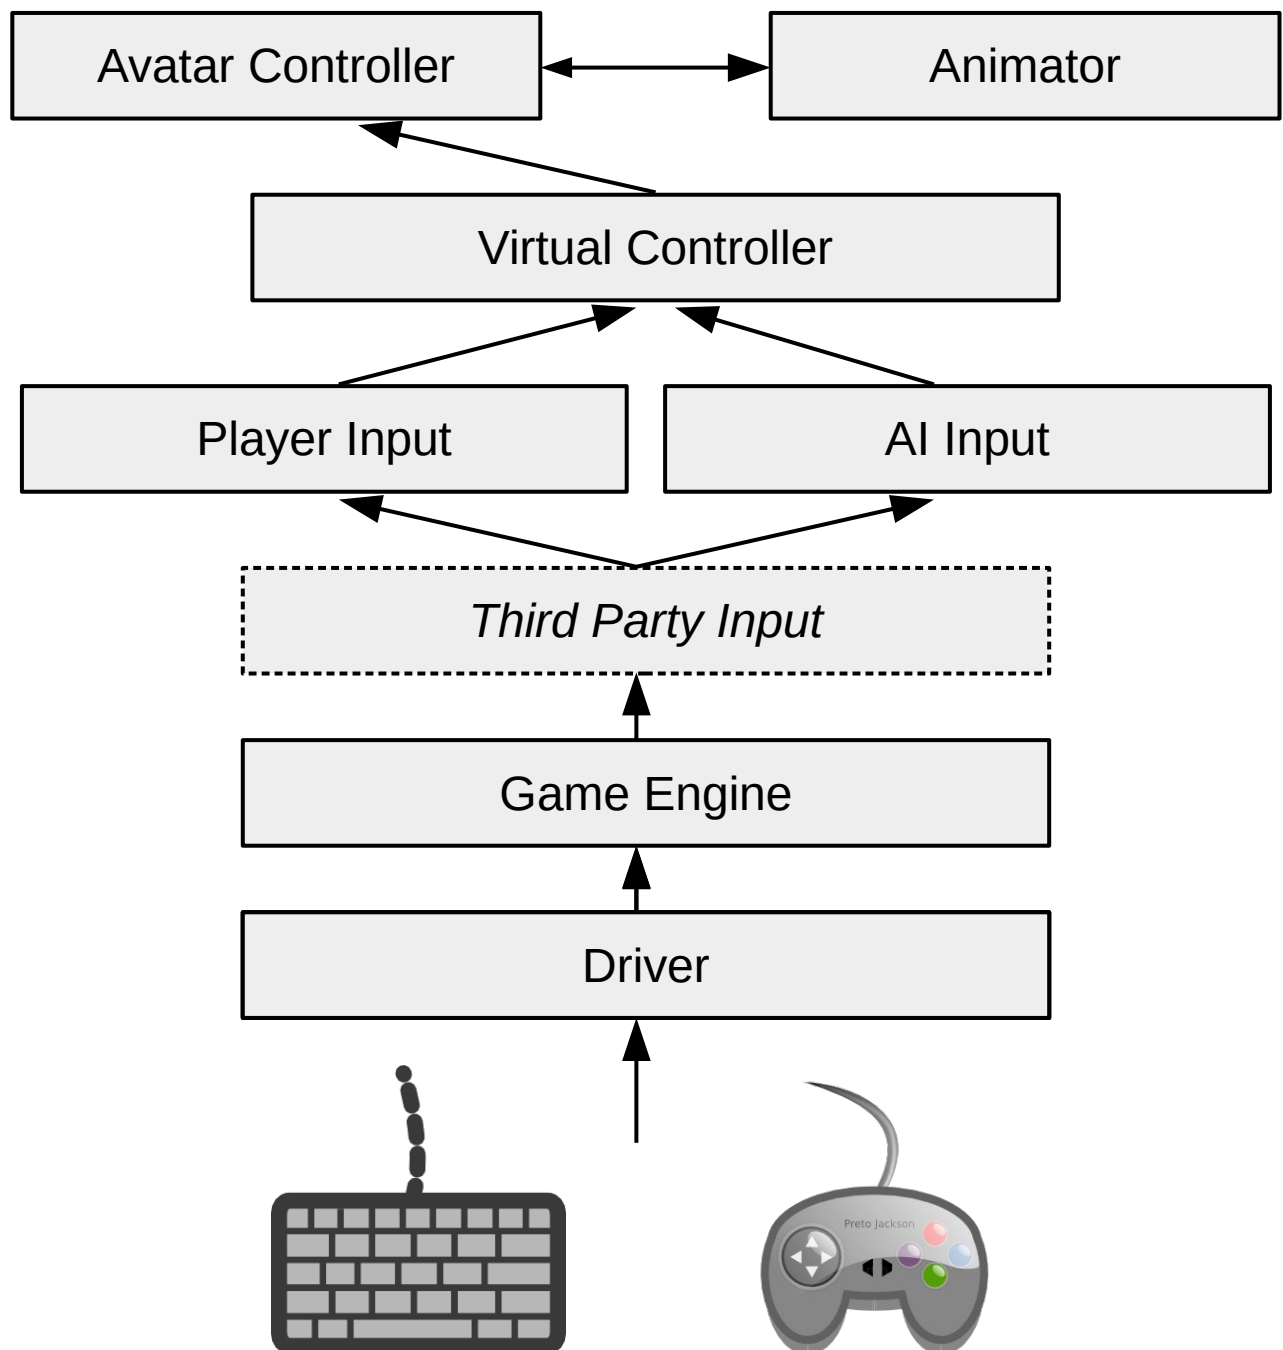 Avatar Controller
Animator
Virtual Controller
Player Input
AI Input
Third Party Input
Game Engine
Driver
Preto Jackson